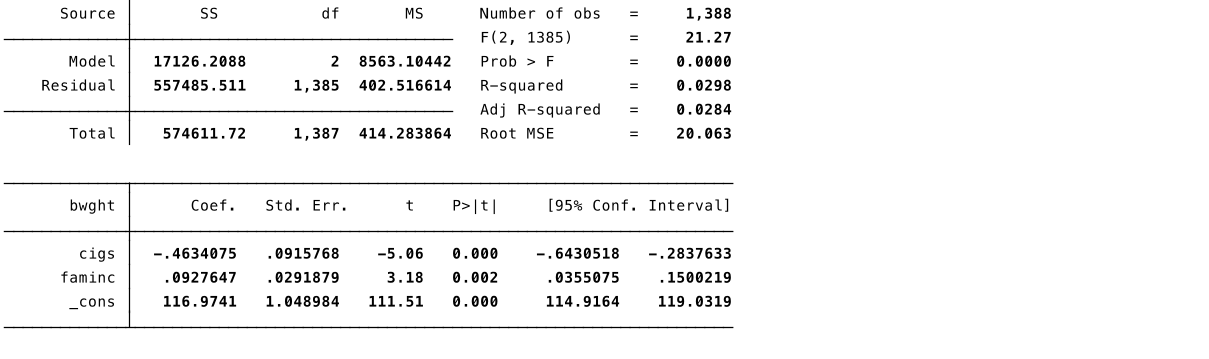 Source SS df MS Number of obs = 1,388
F(2, 1385) = 21.27
Model 17126.2088 2 8563.10442 Prob > F = 0.0000
Residual 557485.511 1,385 402.516614 R-squared = 0.0298
Adj R-squared = 0.0284
Total 574611.72 1,387 414.283864 Root MSE = 20.063
bwght Coef. Std. Err. t P>|t| [95% Conf. Interval]
cigs -.4634075 .0915768 -5.06 0.000 -.6430518 -.2837633
faminc .0927647 .0291879 3.18 0.002 .0355075 .1500219
_cons 116.9741 1.048984 111.51 0.000 114.9164 119.0319